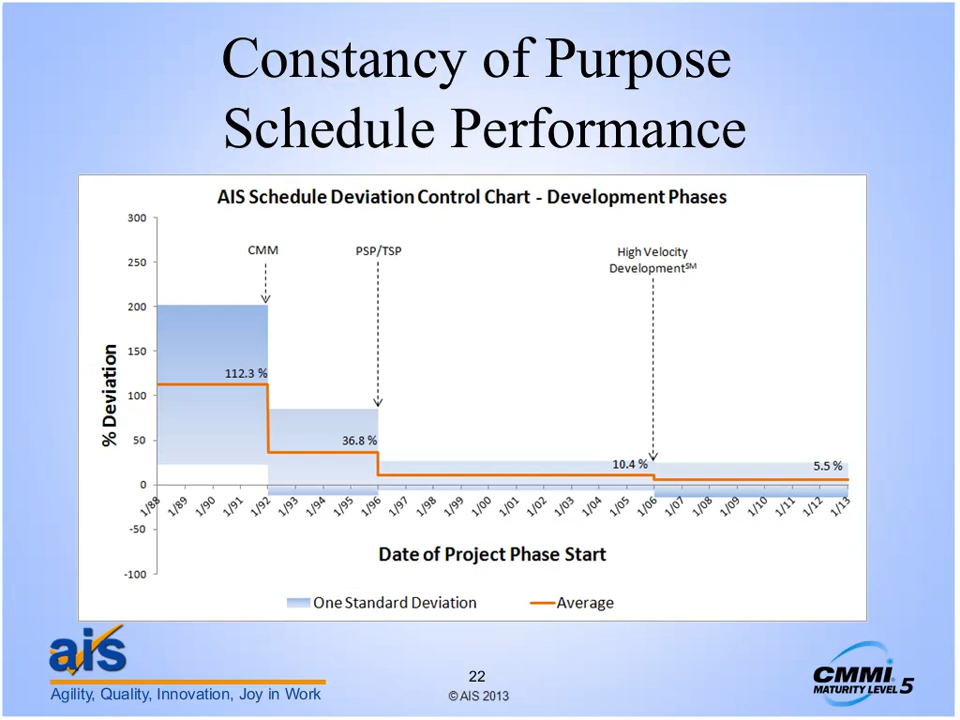 Constancy of Purpose
Schedule Performance
AIS Schedule Deviation Control Chart - Development Phases
300
250
200
150
100
50
0
-50
-100
% Deviation
CMM
PSP/TSP
High Velocity
Development℠
112.3 %
36.8 %
10.4 %
5.5 %
1/88
1/89
1/90
1/91
1/92
1/93
1/94
1/95
1/96
1/97
1/98
1/99
1/00
1/01
1/02
1/03
1/04
1/05
1/06
1/07
1/08
1/09
1/10
1/11
1/12
1/13
Date of Project Phase Start
One Standard Deviation
Average
ais
Agility, Quality, Innovation, Joy in Work
22
© AIS 2013
CMMI
MATURITY LEVEL 5